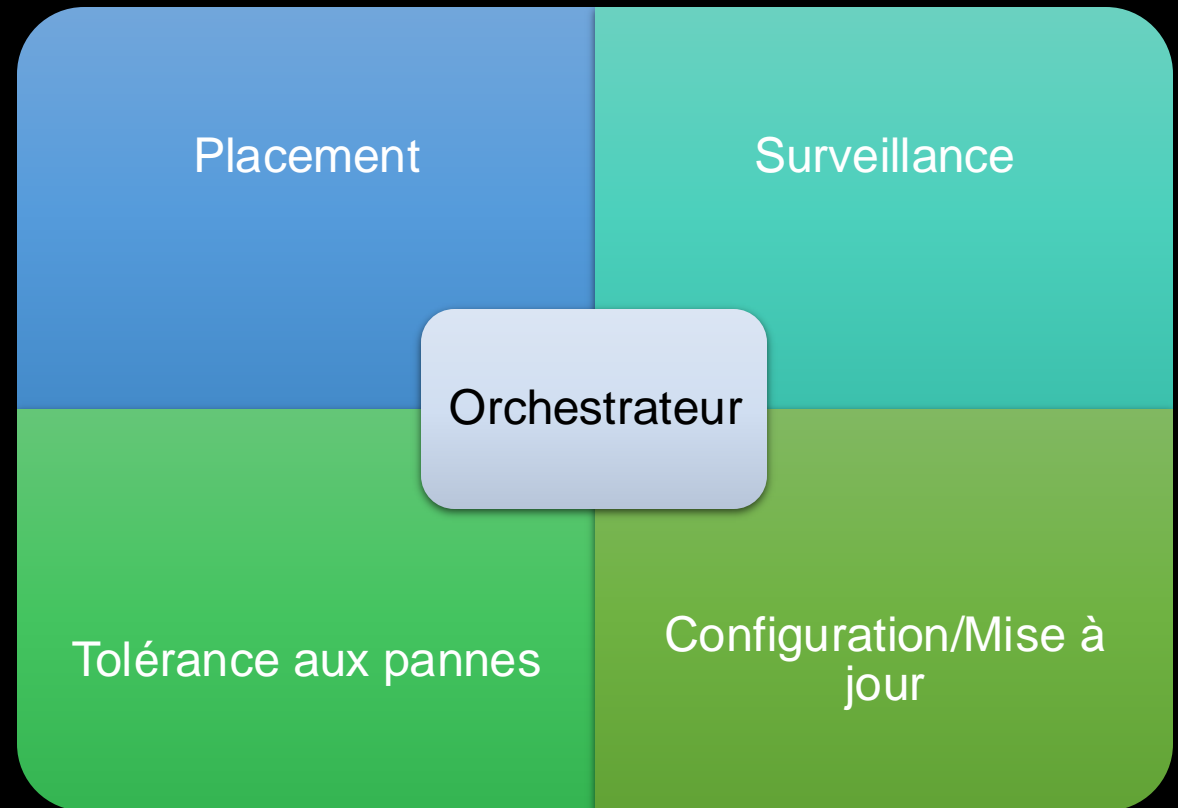 Placement
Surveillance
Orchestrateur
Tolérance aux pannes
Configuration/Mise à
jour